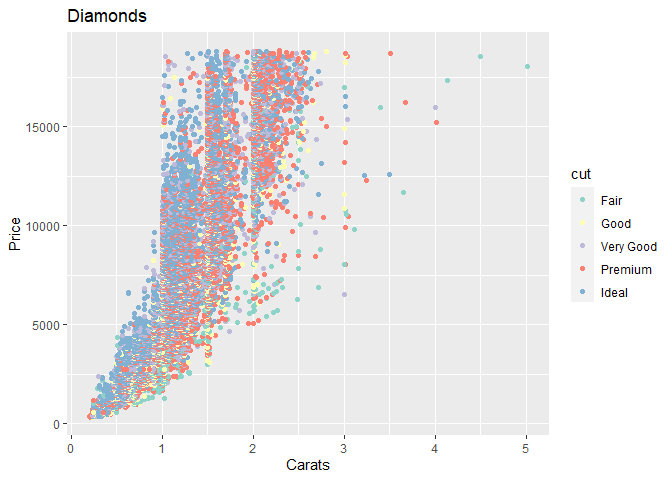 Diamonds
Price
15000
10000
5000
0
0 1 2 3 4 5
Carats
cut
Fair
Good
Very Good
Premium
Ideal